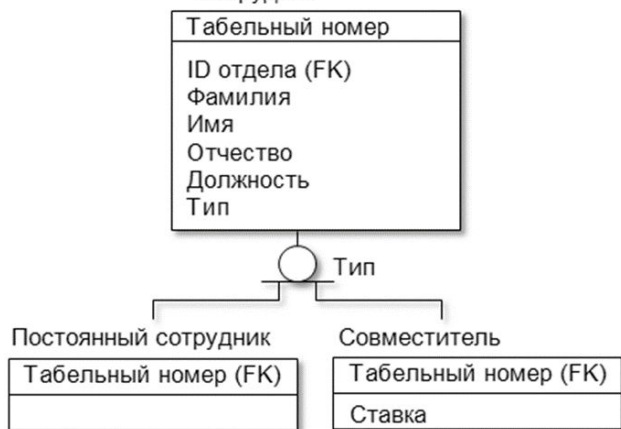 Табельный номер
ID отдела (FK)
Фамилия
Имя
Отчество
Должность
Тип
Тип
Постоянный сотрудник
Совместитель
Табельный номер (FK)
Табельный номер (FK)
Ставка